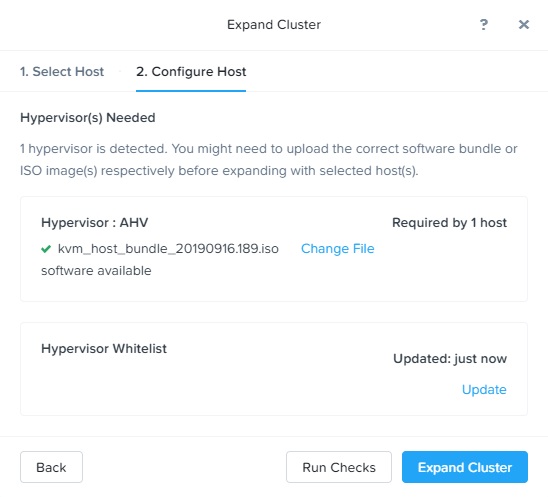 Expand Cluster
?
1. Select Host
2. Configure Host
Hypervisor(s) Needed
1 hypervisor is detected. You might need to upload the correct software bundle or
ISO image(s) respectively before expanding with selected host(s).
Hypervisor : AHV
Required by 1 host
kvm_host_bundle_20190916.189.iso
Change File
software available
Hypervisor Whitelist
Updated: just now
Update
Back
Run Checks
Expand Cluster